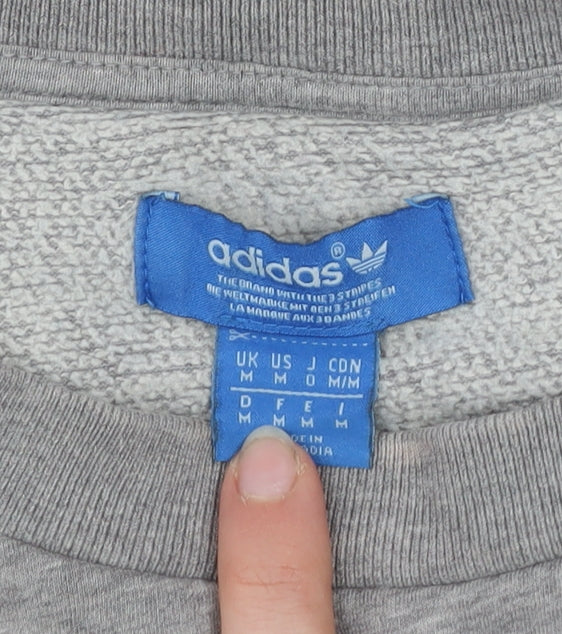 adidas®
THE BRAND WITH THE 3 STRIPES
DIE WELTMARKE MIT DEN 3 STREIFEN
LA MARQUE AUX 3 BANDES
UK US J CDN
M M O M/M
D F E I
M M M M